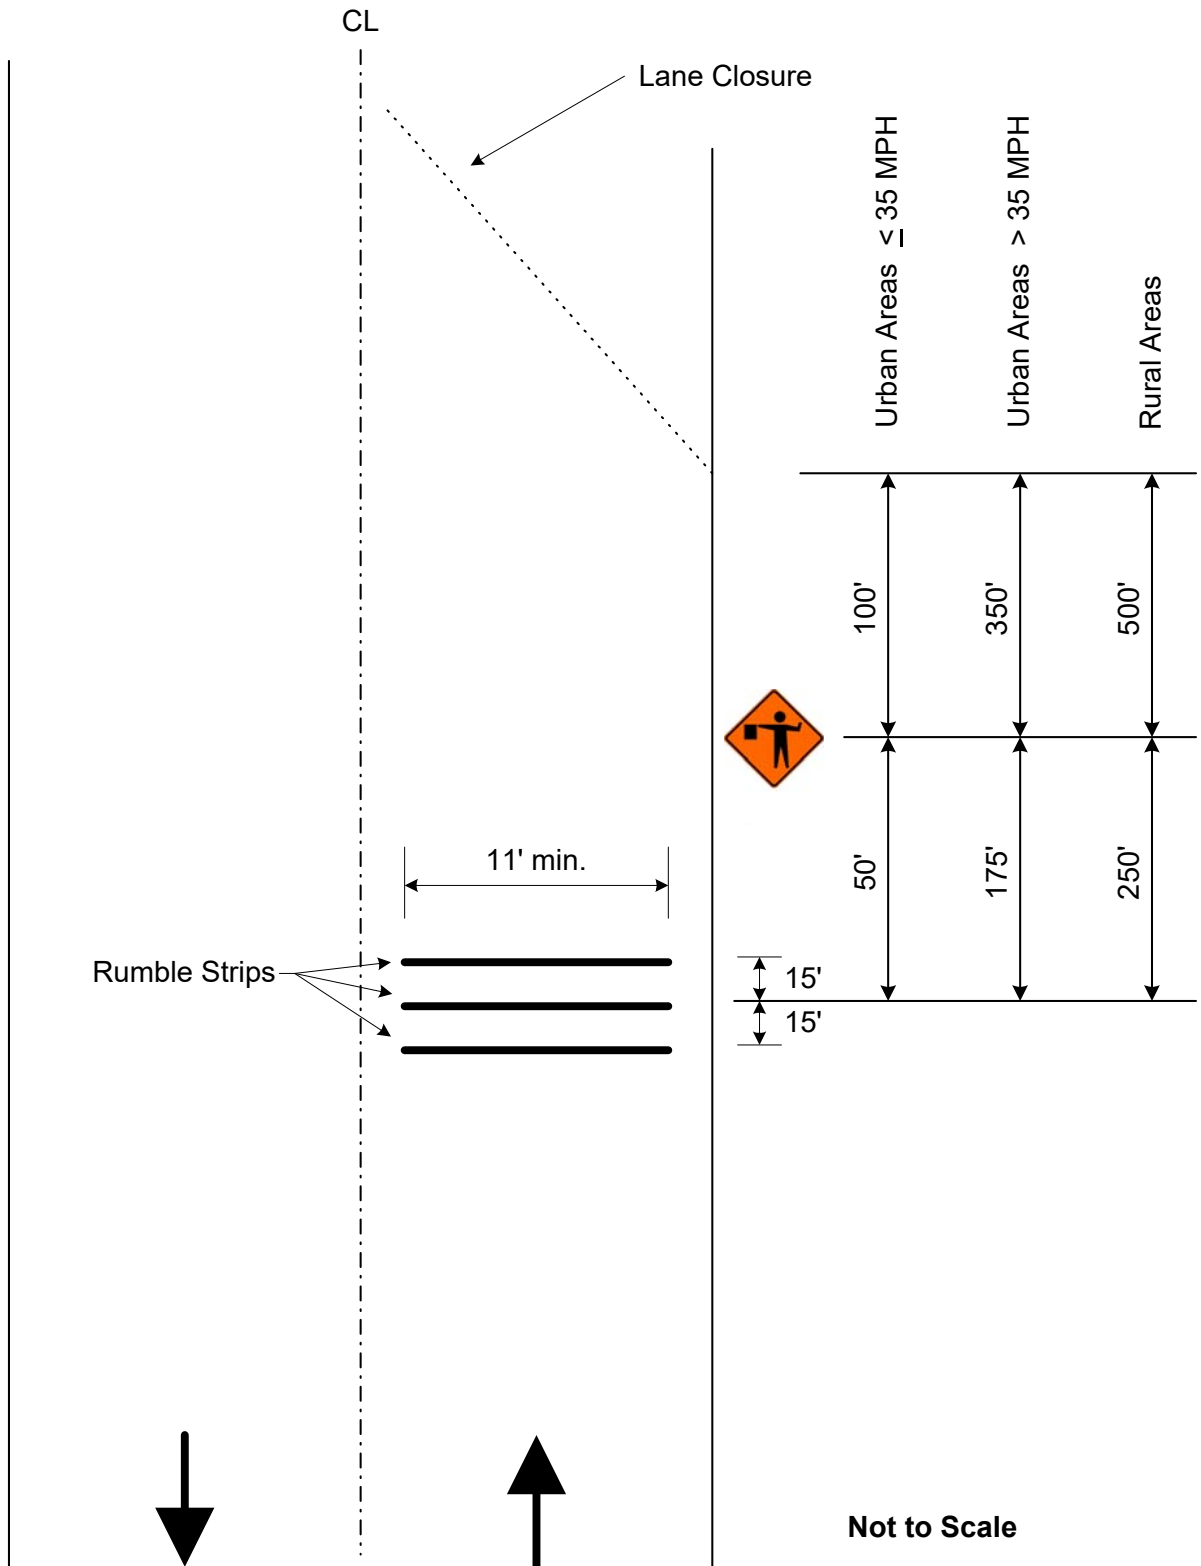 CL
Lane Closure
Urban Areas ≤ 35 MPH
Urban Areas > 35 MPH
Rural Areas
100'
350'
500'
50'
175'
250'
11' min.
Rumble Strips
15'
15'
Not to Scale